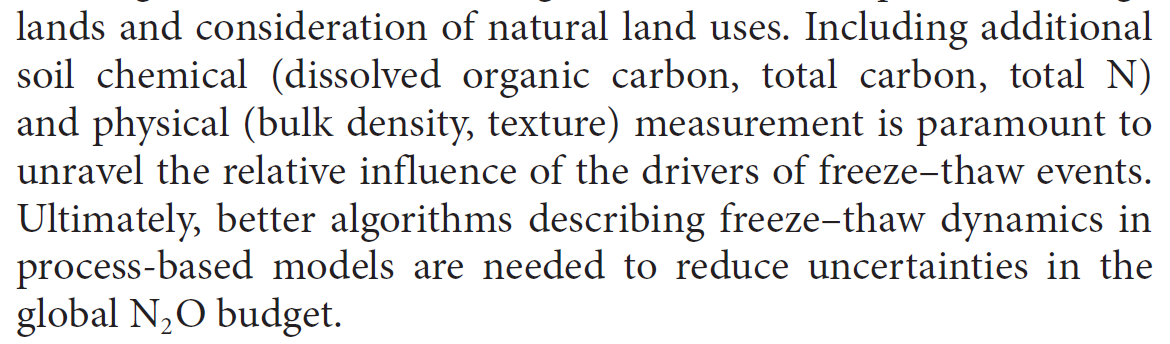 lands and consideration of natural land uses. Including additional
soil chemical (dissolved organic carbon, total carbon, total N)
and physical (bulk density, texture) measurement is paramount to
unravel the relative influence of the drivers of freeze–thaw events.
Ultimately, better algorithms describing freeze–thaw dynamics in
process-based models are needed to reduce uncertainties in the
global N₂O budget.